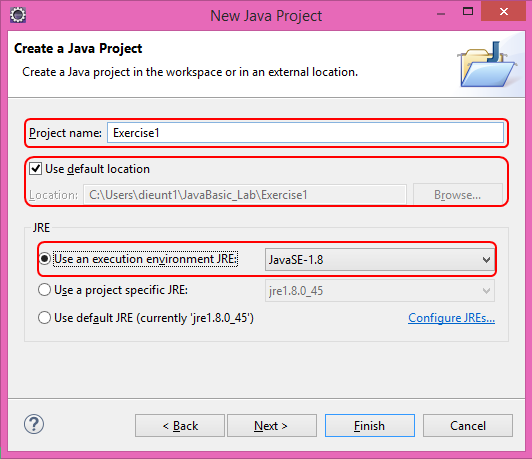 New Java Project
Create a Java Project
Create a Java project in the workspace or in an external location.
Project name: Exercise1
Use default location
Location: C:\Users\dieunt1\JavaBasic_Lab\Exercise1 Browse...
JRE
Use an execution environment JRE: JavaSE-1.8
Use a project specific JRE: jre1.8.0_45
Use default JRE (currently 'jre1.8.0_45') Configure JREs...
? < Back Next > Finish Cancel